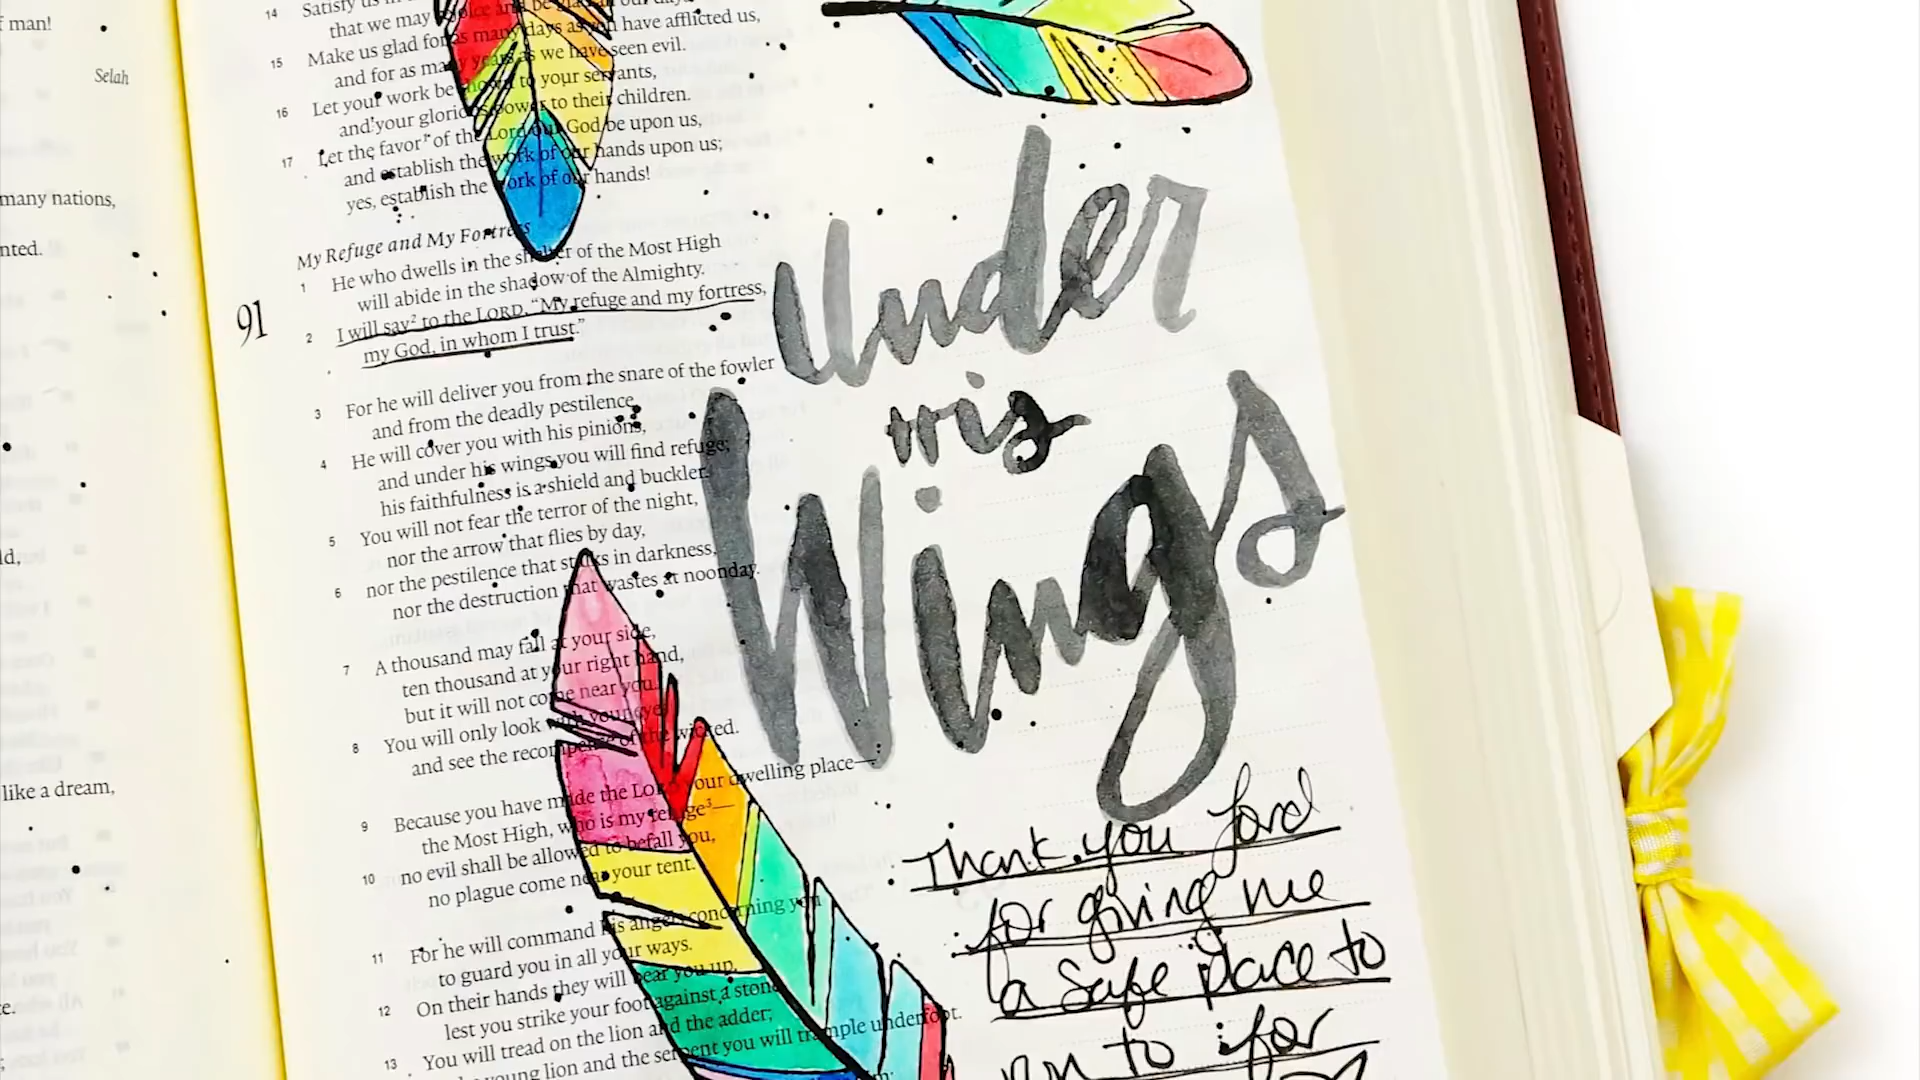 f man!
Selah
many nations,
nted.
ld,
like a dream,
14 Satisfy us in
that we may rejoice and be glad in our days
15 Make us glad for as many days as you have afflicted us,
and for as many years as we have seen evil.
16 Let your work be shown to your servants,
and your glorious power to their children.
17 Let the favor⁷ of the Lord our God be upon us,
and establish the work of our hands upon us;
yes, establish the work of our hands!
My Refuge and My Fortress
91
1 He who dwells in the shelter of the Most High
will abide in the shadow of the Almighty.
2 I will say² to the LORD, “My refuge and my fortress,
my God, in whom I trust.”
3 For he will deliver you from the snare of the fowler
and from the deadly pestilence.
4 He will cover you with his pinions,
and under his wings you will find refuge;
his faithfulness is a shield and buckler.
5 You will not fear the terror of the night,
nor the arrow that flies by day,
6 nor the pestilence that stalks in darkness,
nor the destruction that wastes at noonday.
7 A thousand may fall at your side,
ten thousand at your right hand,
but it will not come near you.
8 You will only look with your eyes
and see the recompense of the wicked.
9 Because you have made the LORD your dwelling place—
the Most High, who is my refuge³—
10 no evil shall be allowed to befall you,
no plague come near your tent.
11 For he will command his angels concerning you
to guard you in all your ways.
12 On their hands they will bear you up,
lest you strike your foot against a stone.
13 You will tread on the lion and the adder;
young lion and the serpent you will trample underfoot.
Under
His
Wings
Thank you Lord
for giving me
a safe place to
run to for